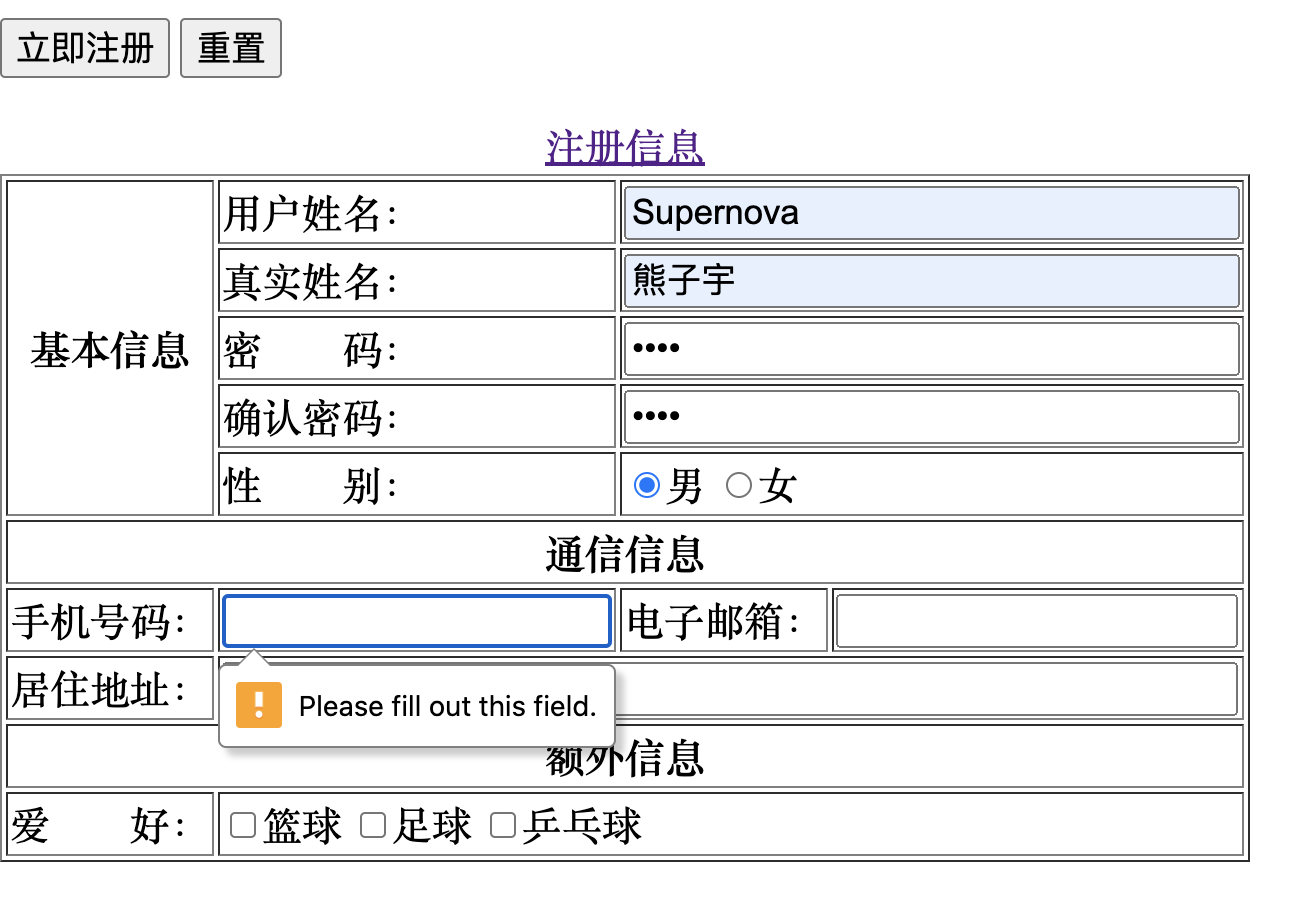 立即注册 重置
注册信息
用户姓名： Supernova
真实姓名： 熊子宇
基本信息 密　　码： ••••
确认密码： ••••
性　　别： 男 女
通信信息
手机号码： 电子邮箱：
居住地址：
Please fill out this field.
额外信息
爱　　好： 篮球 足球 乒乓球